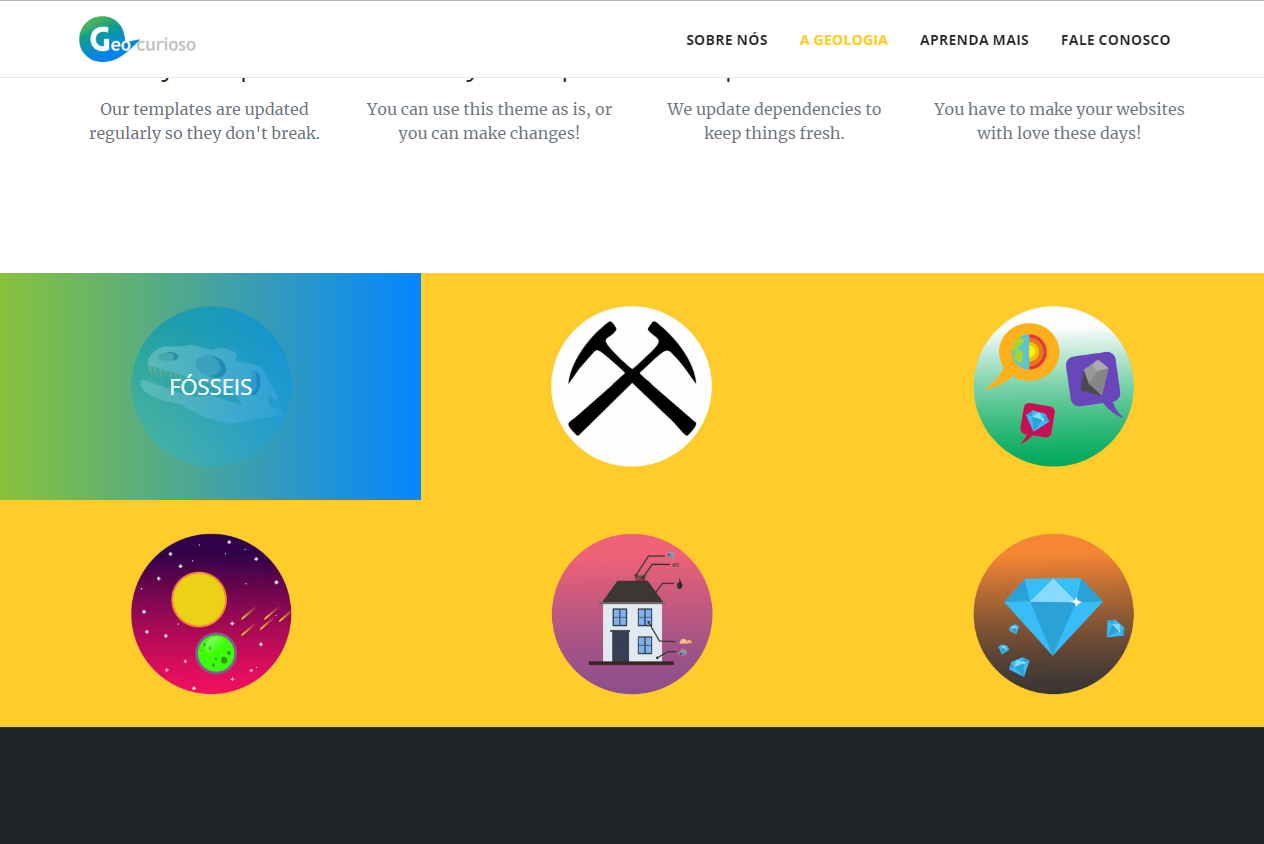 Geo curioso
SOBRE NÓS A GEOLOGIA APRENDA MAIS FALE CONOSCO
Our templates are updated
regularly so they don't break.
You can use this theme as is, or
you can make changes!
We update dependencies to
keep things fresh.
You have to make your websites
with love these days!
FÓSSEIS